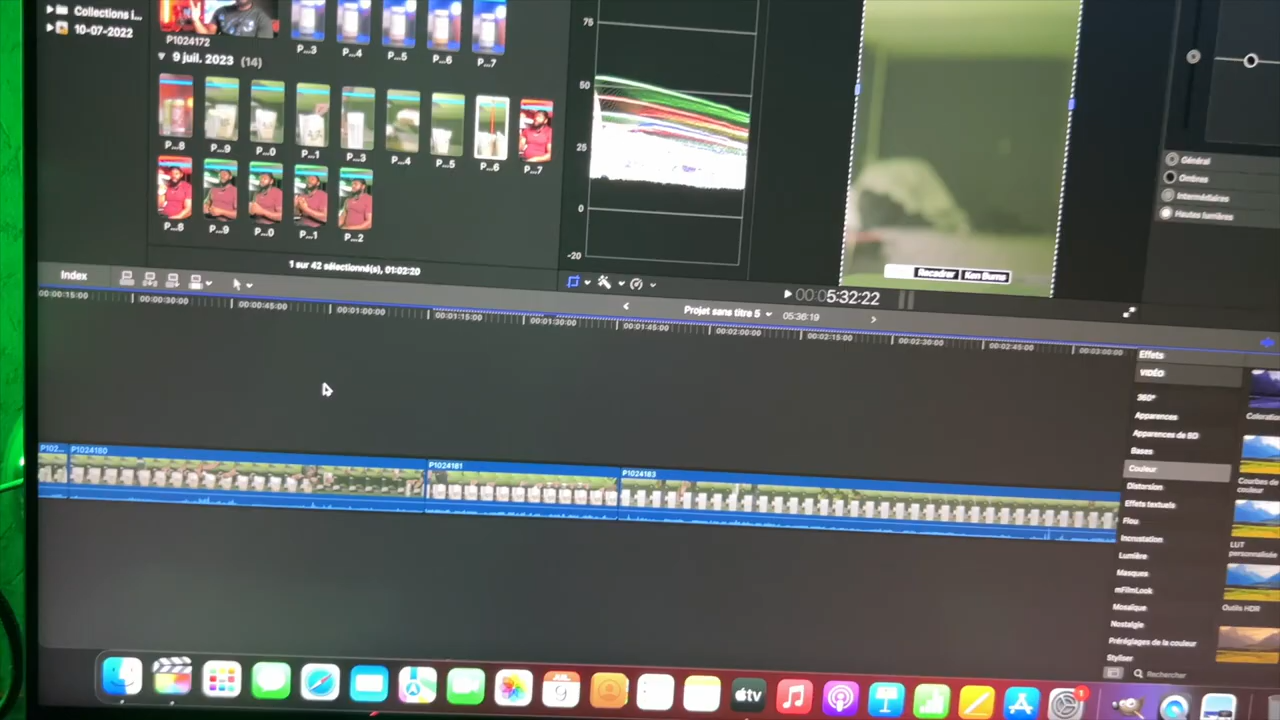 Collections l...
10-07-2022
P1024172
P...3
P...4
P...5
P...6
P...7
9 juil. 2023 (14)
P...8
P...9
P...0
P...1
P...3
P...4
P...5
P...6
P...7
P...8
P...9
P...0
P...1
P...2
1 sur 42 sélectionné(s), 01:02:20
75
50
25
0
-20
Recadrer
Ken Burns
Général
Ombres
Intermédiaires
Hautes lumières
Index
00:00:5:32:22
Projet sans titre 5
05:36:19
00:00:15:00
00:00:30:00
00:00:45:00
00:01:00:00
00:01:15:00
00:01:30:00
00:01:45:00
00:02:00:00
00:02:15:00
00:02:30:00
00:02:45:00
00:03:00:00
P102...
P1024180
P1024181
P1024183
Effets
VIDÉO
360°
Apparences
Apparences de BD
Bases
Couleur
Distorsion
Effets textuels
Flou
Incrustation
Lumière
Masques
mFilmLook
Mosaïque
Nostalgie
Préréglages de la couleur
Styliser
Coloration
Courbes de couleur
LUT personnalisée
Outils HDR
Rechercher
JUIL.
9
tv
1